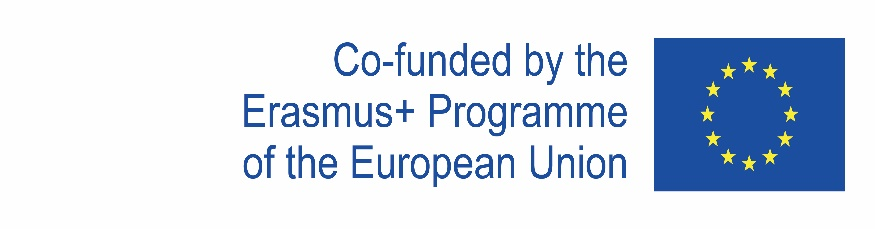 Co-funded by the
Erasmus+ Programme
of the European Union